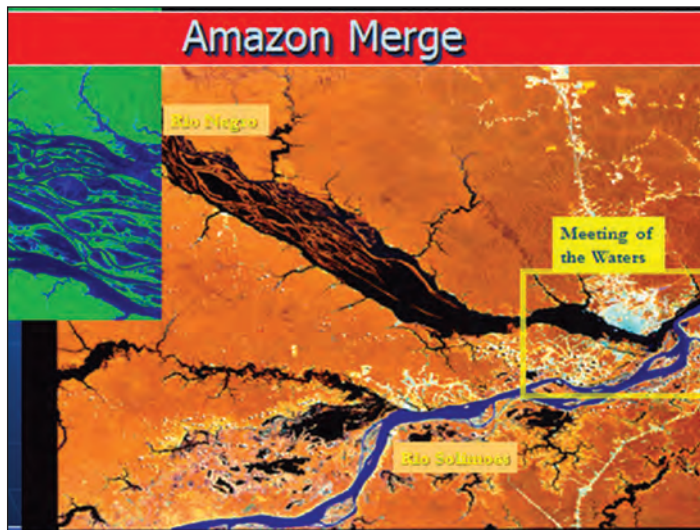 Amazon Merge
Rio Negro
Meeting of
the Waters
Rio Solimoes